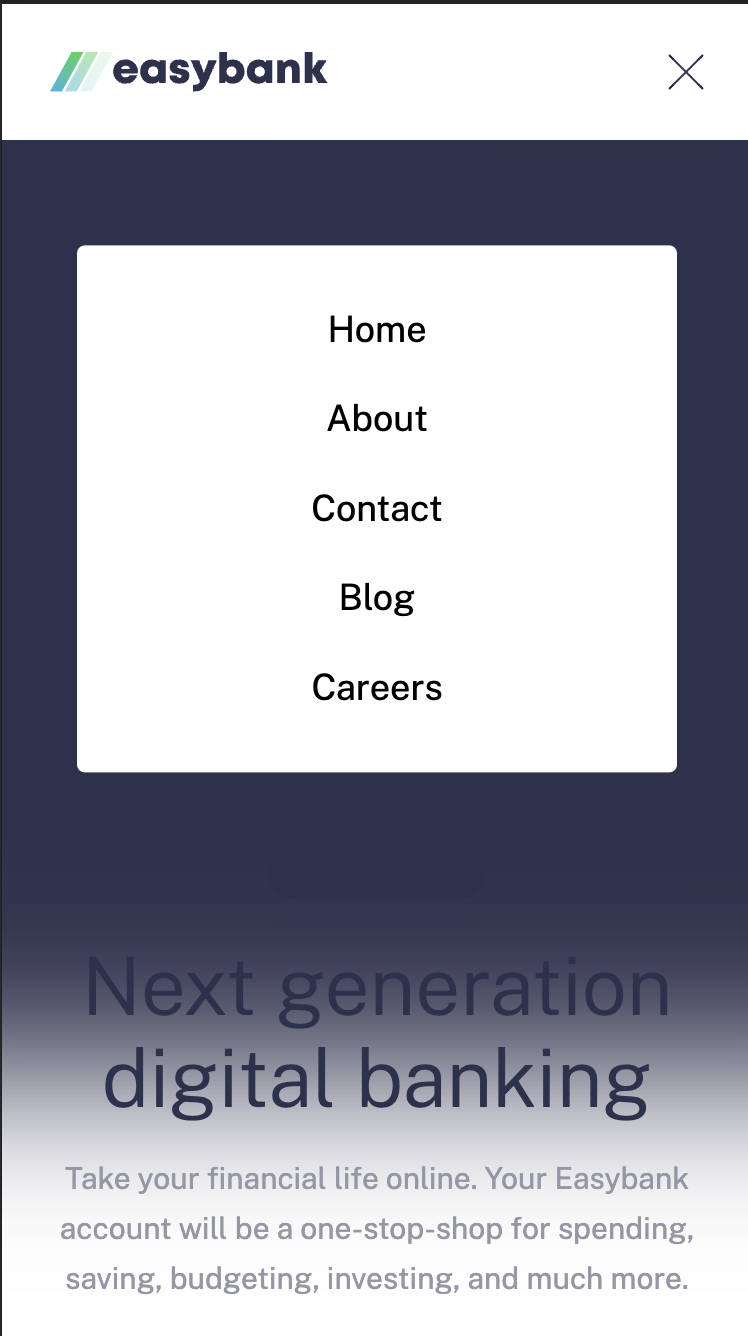 easybank
Home
About
Contact
Blog
Careers
Next generation
digital banking
Take your financial life online. Your Easybank
account will be a one-stop-shop for spending,
saving, budgeting, investing, and much more.